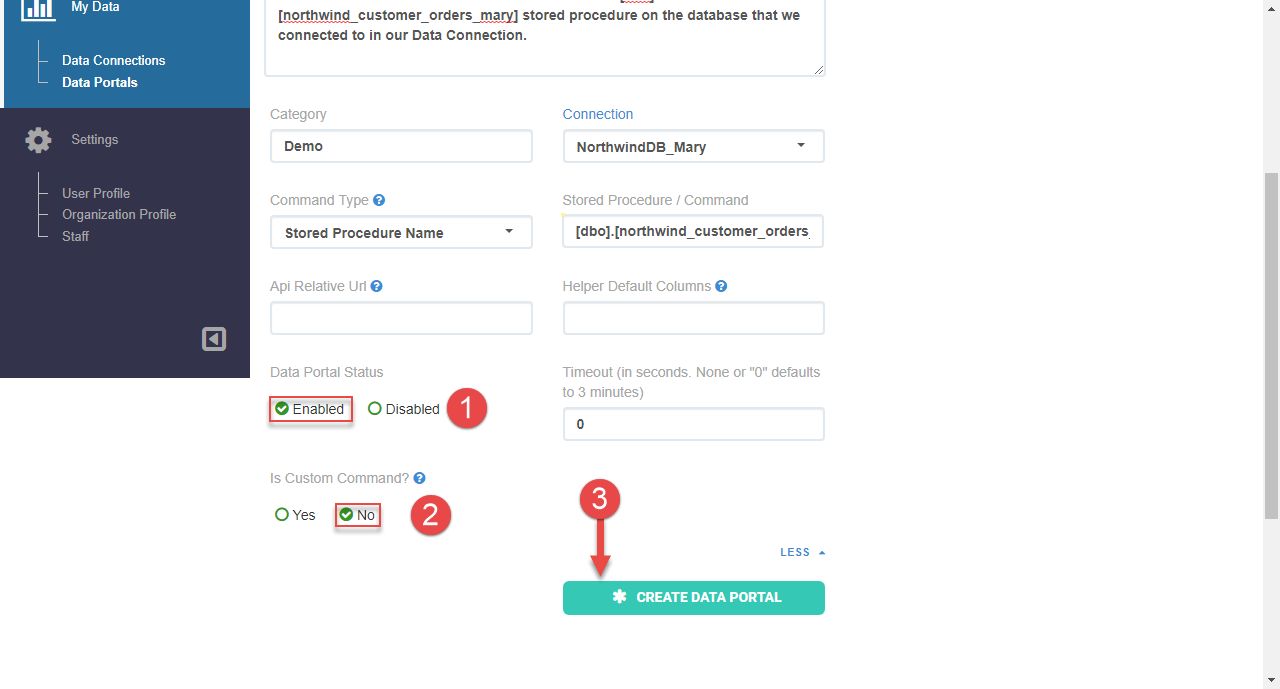 My Data
Data Connections
Data Portals
Settings
User Profile
Organization Profile
Staff
[northwind_customer_orders_mary] stored procedure on the database that we
connected to in our Data Connection.
Category
Connection
Demo
NorthwindDB_Mary
Command Type
Stored Procedure / Command
Stored Procedure Name
[dbo].[northwind_customer_orders_
Api Relative Url
Helper Default Columns
Data Portal Status
Timeout (in seconds. None or "0" defaults
to 3 minutes)
Enabled Disabled 1
0
Is Custom Command?
Yes No 2
3
LESS
CREATE DATA PORTAL